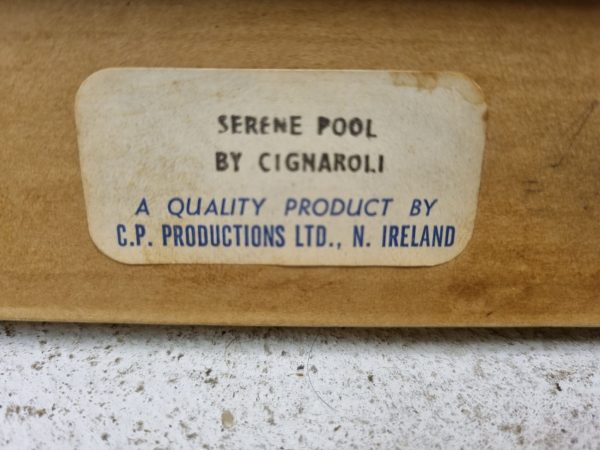 SERENE POOL
BY CIGNAROLI
A QUALITY PRODUCT BY
C.P. PRODUCTIONS LTD., N. IRELAND